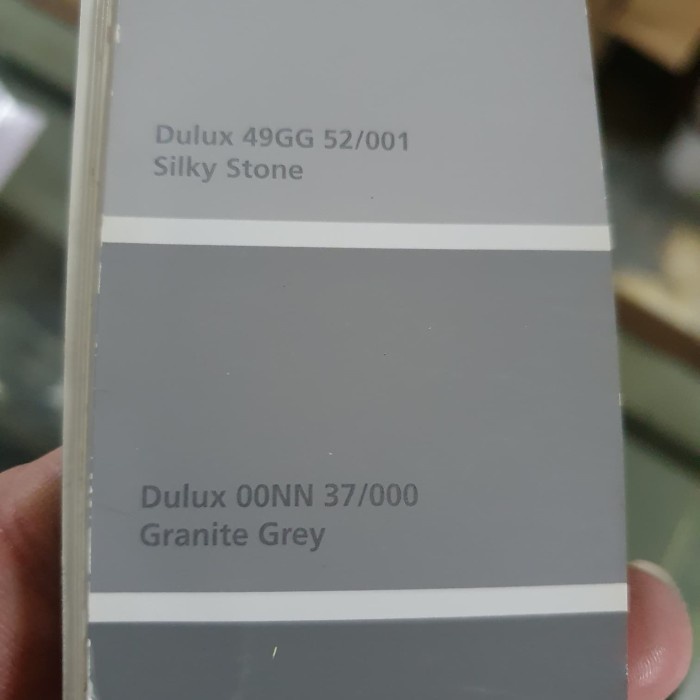 Dulux 49GG 52/001
Silky Stone
Dulux 00NN 37/000
Granite Grey